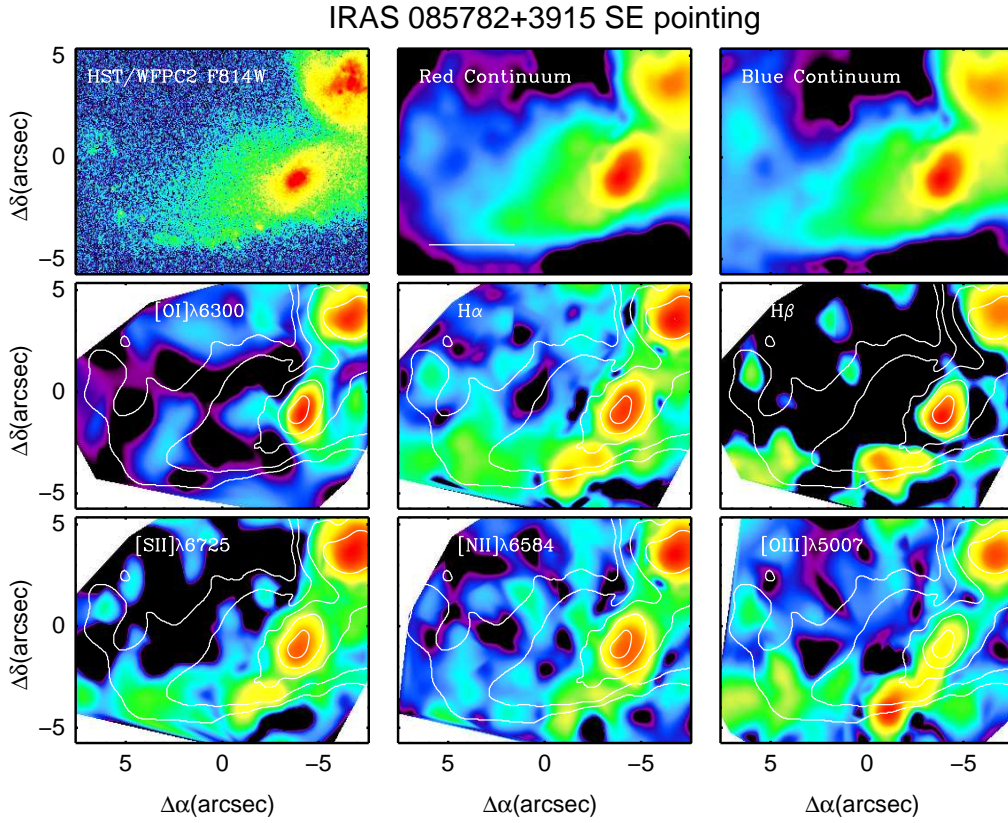 IRAS 085782+3915 SE pointing
HST/WFPC2 F814W
Red Continuum
Blue Continuum
5
0
−5
Δδ(arcsec)
[OI]λ6300
Hα
Hβ
5
0
−5
Δδ(arcsec)
[SII]λ6725
[NII]λ6584
[OIII]λ5007
5
0
−5
Δδ(arcsec)
5 0 −5 5 0 −5 5 0 −5
Δα(arcsec) Δα(arcsec) Δα(arcsec)